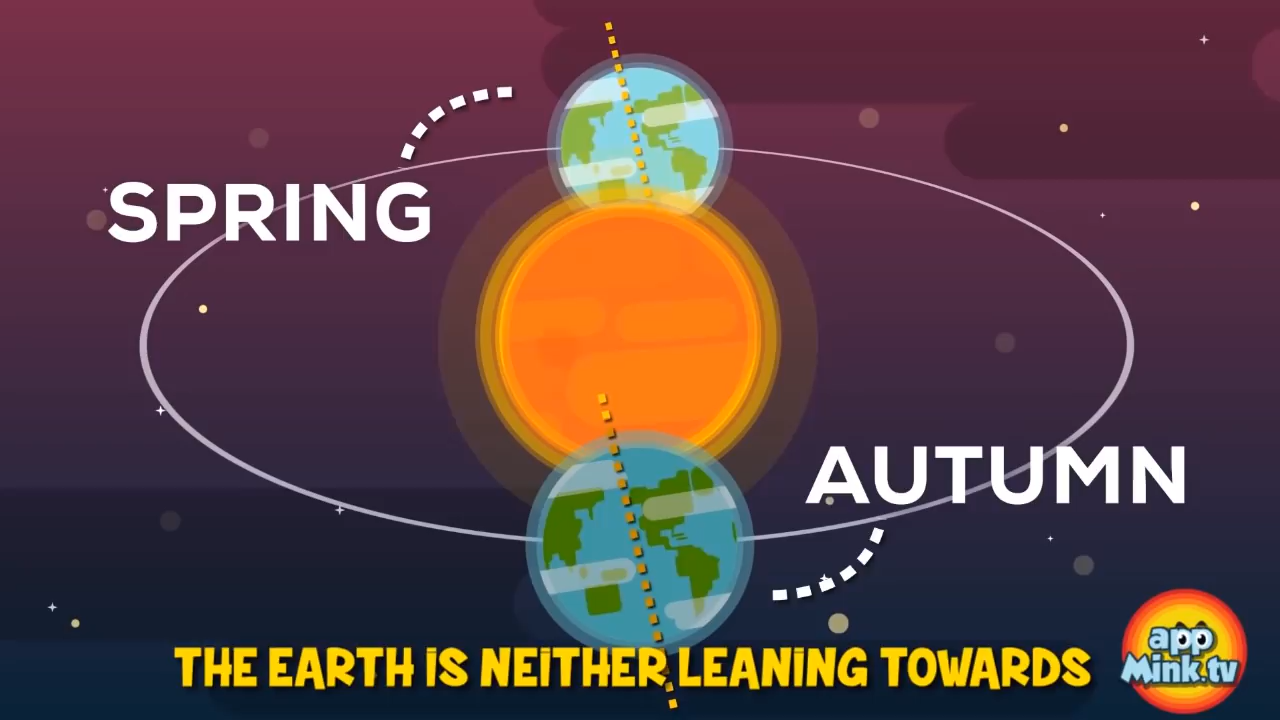 SPRING
AUTUMN
THE EARTH iS NEiTHER LEANiNG TOWARDS
app
Mink.tv